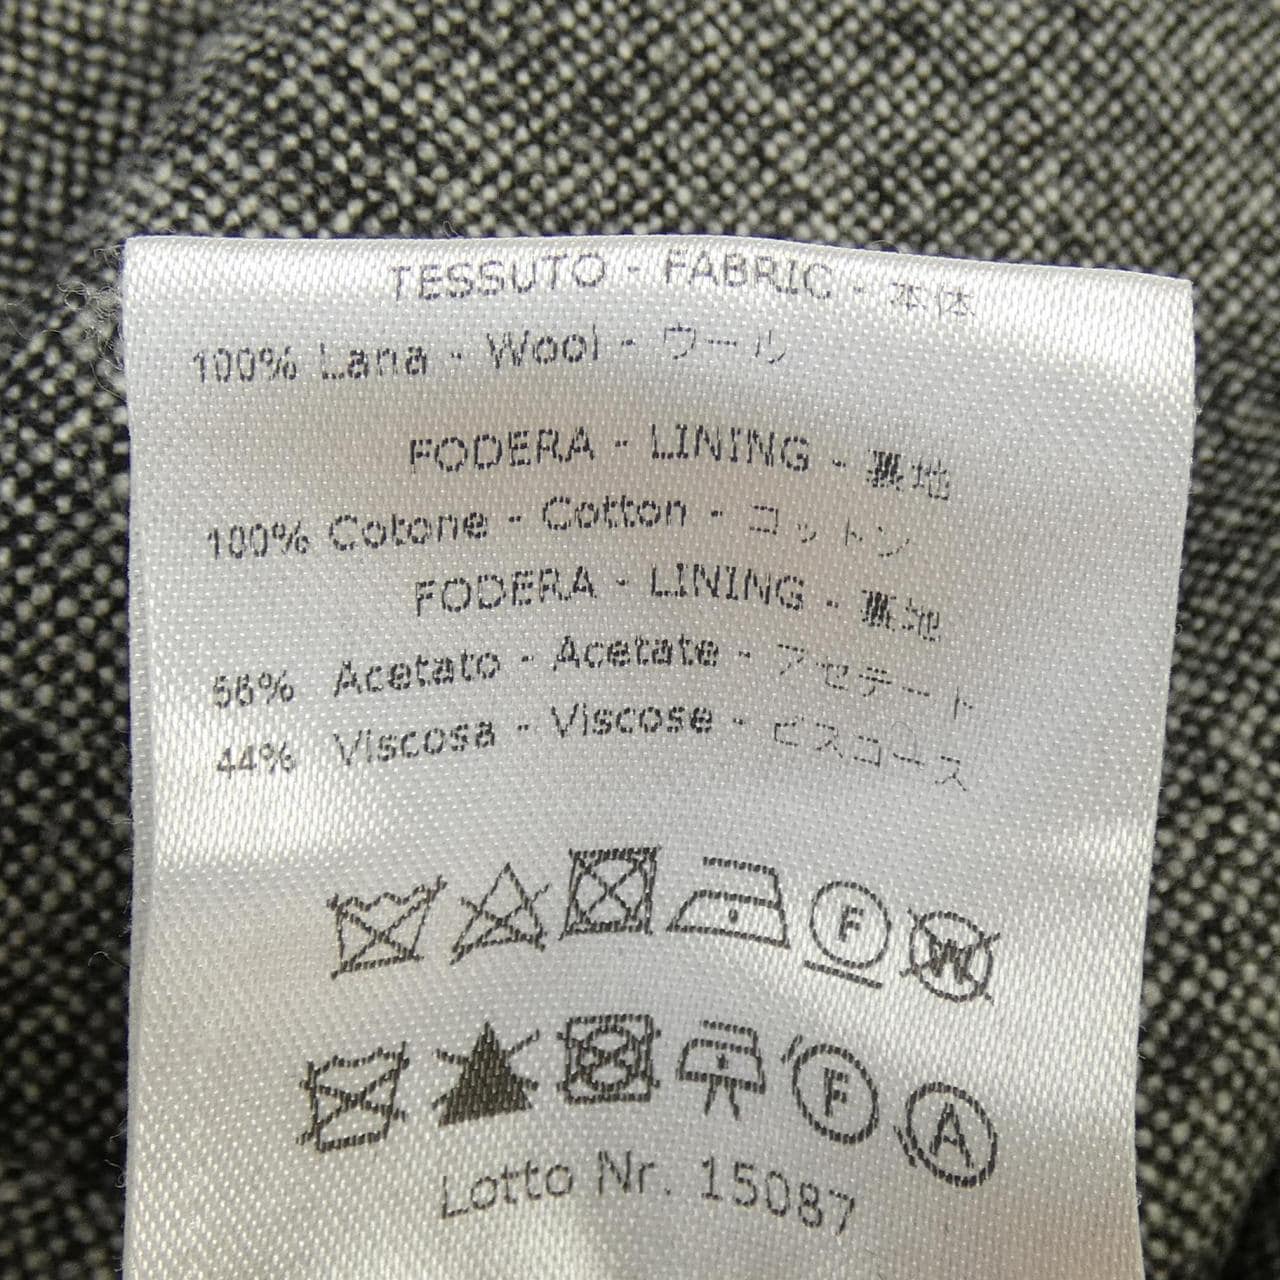 TESSUTO - FABRIC - 本体
100% Lana - Wool - ウール
FODERA - LINING - 裏地
100% Cotone - Cotton - コットン
FODERA - LINING - 裏地
56% Acetato - Acetate - アセテート
44% Viscosa - Viscose - ビスコース
F W
F A
Lotto Nr. 15087